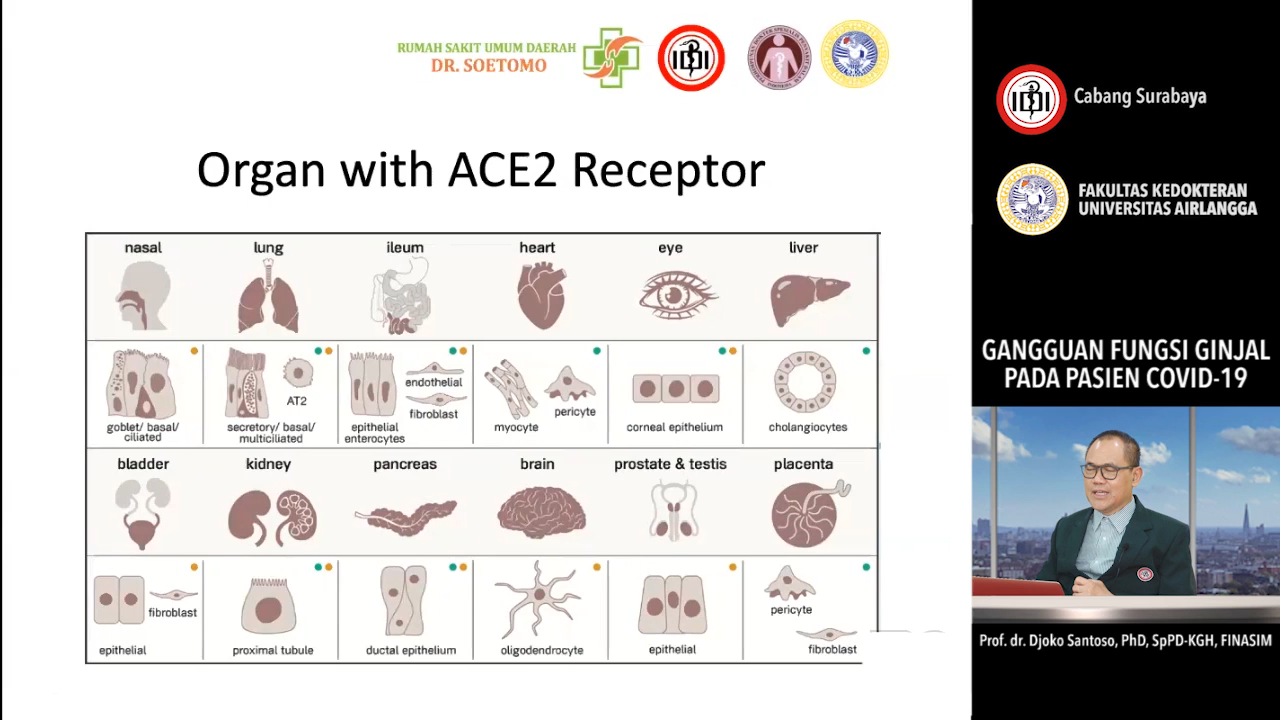 RUMAH SAKIT UMUM DAERAH
DR. SOETOMO
IDI
Organ with ACE2 Receptor
nasal
lung
ileum
heart
eye
liver
AT2
endothelial
fibroblast
pericyte
goblet/ basal/
ciliated
secretory/ basal/
multiciliated
epithelial
enterocytes
myocyte
corneal epithelium
cholangiocytes
bladder
kidney
pancreas
brain
prostate & testis
placenta
fibroblast
epithelial
proximal tubule
ductal epithelium
oligodendrocyte
epithelial
pericyte
fibroblast
IDI
Cabang Surabaya
FAKULTAS KEDOKTERAN
UNIVERSITAS AIRLANGGA
GANGGUAN FUNGSI GINJAL
PADA PASIEN COVID-19
Prof. dr. Djoko Santoso, PhD, SpPD-KGH, FINASIM